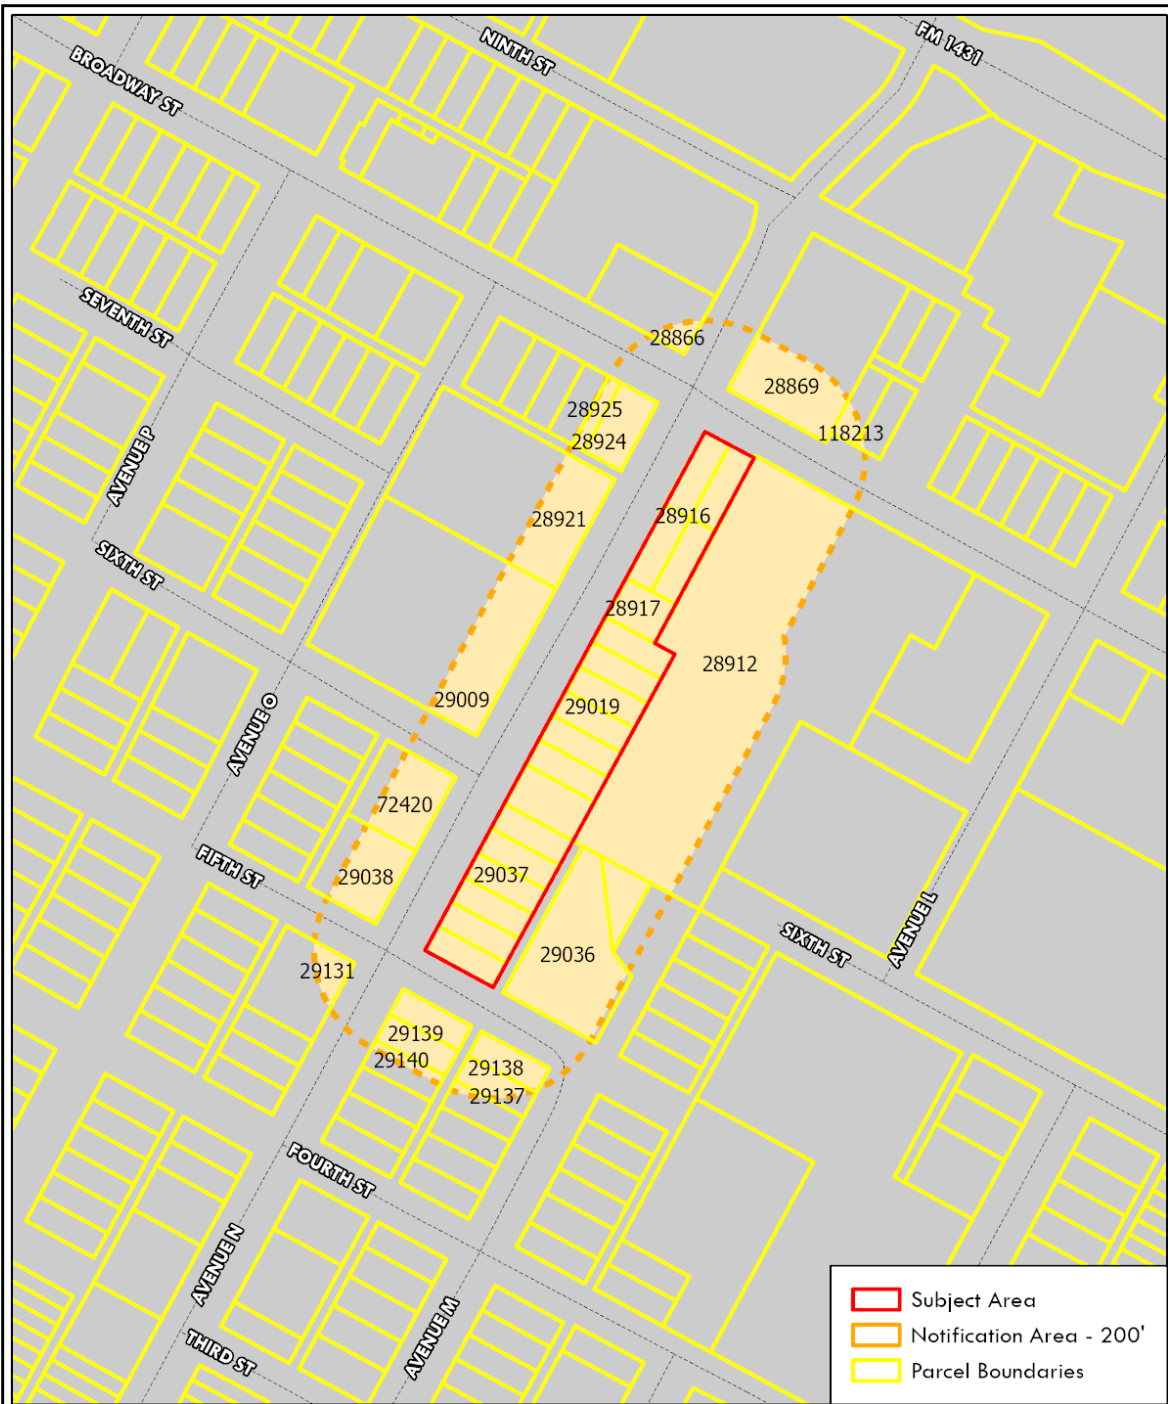 NINTH ST
FM 1431
BROADWAY ST
SEVENTH ST
28866
28869
28925
118213
28924
AVENUE P
28916
28921
SIXTH ST
28917
28912
29009
29019
AVENUE O
72420
FIFTH ST
29038
29037
AVENUE L
SIXTH ST
29036
29131
29139
29140
29138
29137
FOURTH ST
AVENUE N
AVENUE M
THIRD ST
Subject Area
Notification Area - 200'
Parcel Boundaries